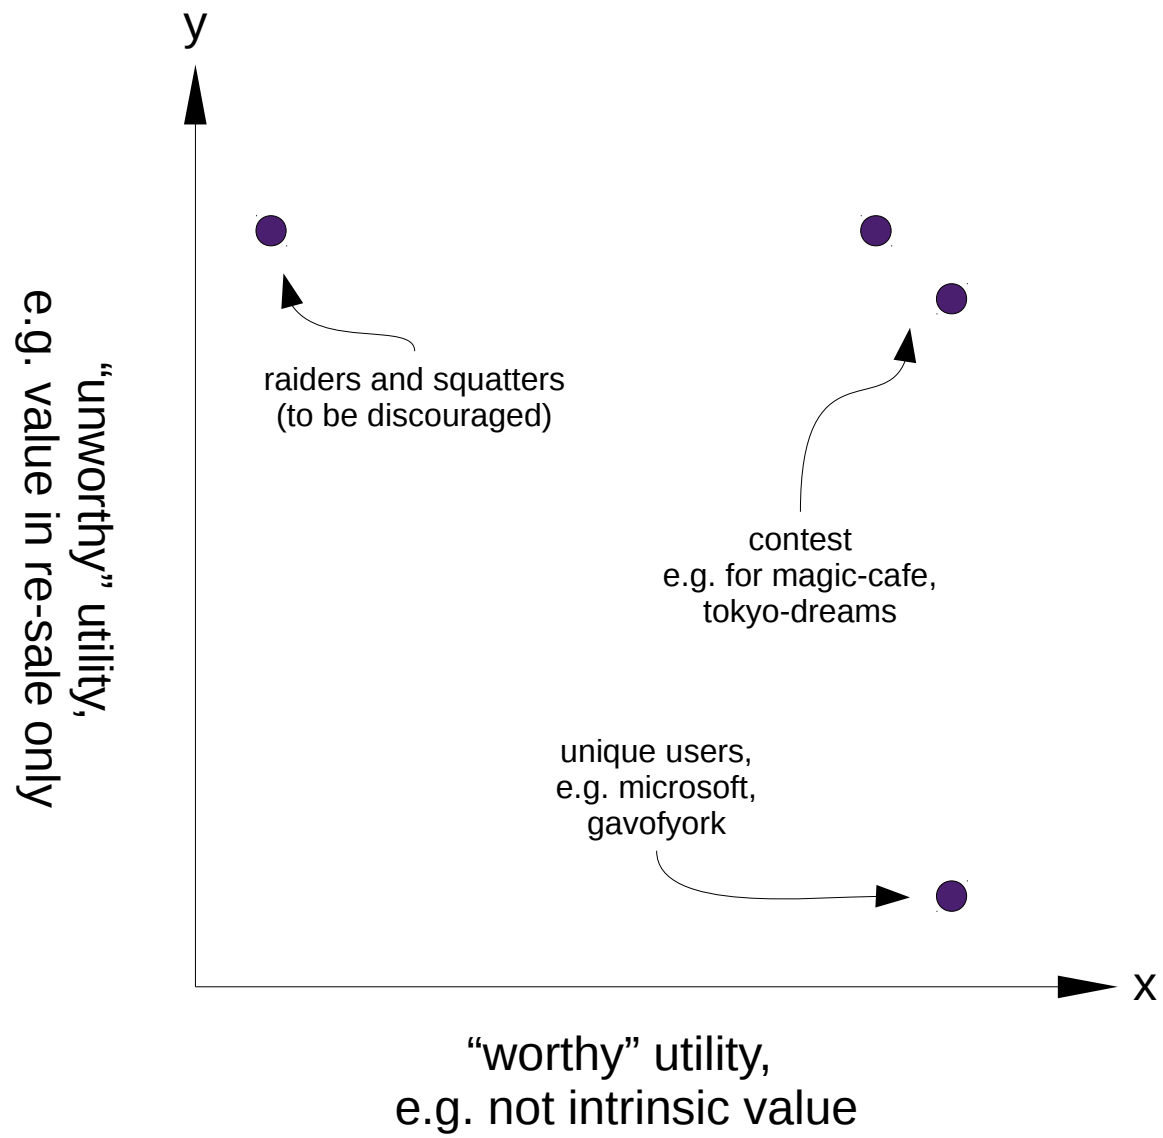 y
raiders and squatters
(to be discouraged)
“unworthy” utility,
e.g. value in re-sale only
contest
e.g. for magic-cafe,
tokyo-dreams
unique users,
e.g. microsoft,
gavofyork
x
“worthy” utility,
e.g. not intrinsic value